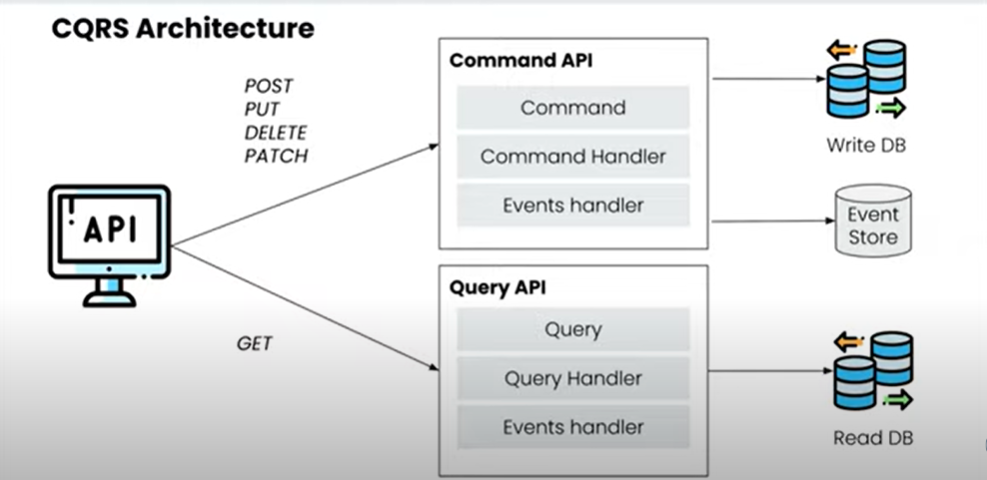 CQRS Architecture
POST
PUT
DELETE
PATCH
API
GET
Command API
Command
Command Handler
Events handler
Query API
Query
Query Handler
Events handler
Write DB
Event
Store
Read DB